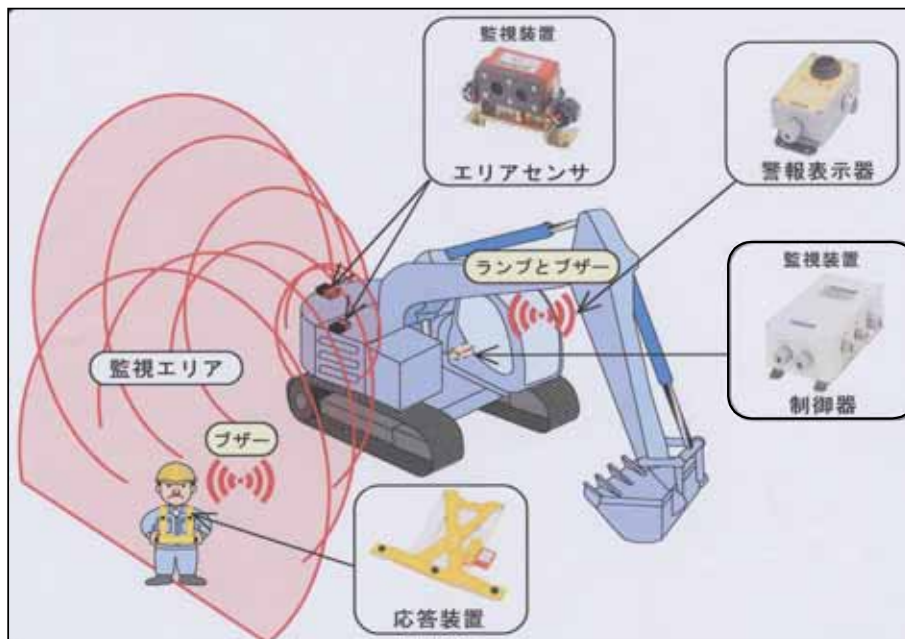 監視装置
エリアセンサ
警報表示器
ランプとブザー
監視装置
制御器
監視エリア
ブザー
応答装置